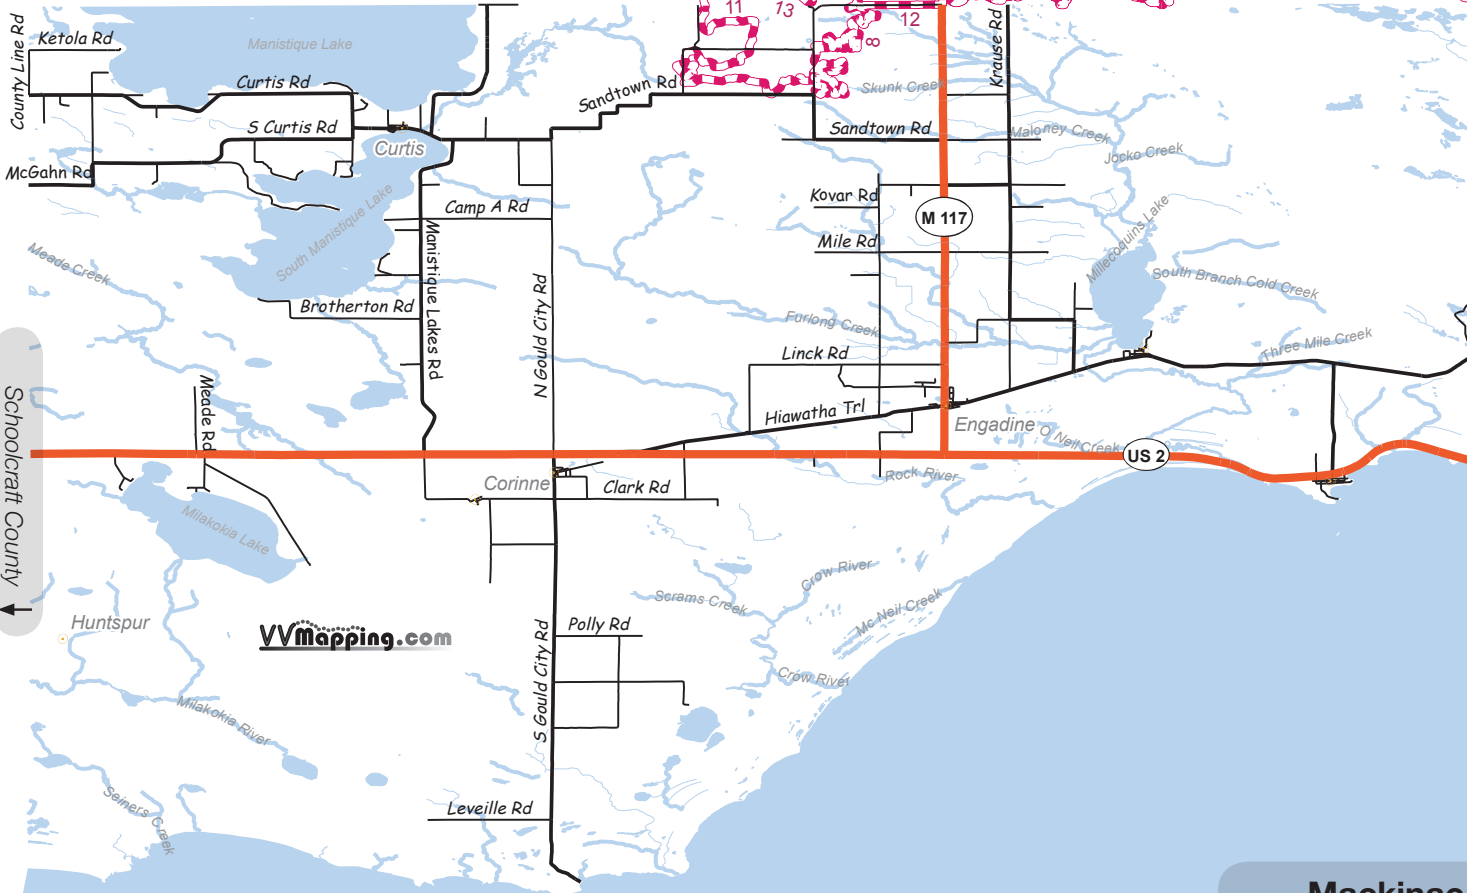 11
13
12
8
County Line Rd
Ketola Rd
Manistique Lake
Krause Rd
Curtis Rd
Sandtown Rd
Skunk Creek
S Curtis Rd
Sandtown Rd
Maloney Creek
Curtis
Jocko Creek
McGahn Rd
Kovar Rd
Camp A Rd
M 117
South Manistique Lake
Manistique Lakes Rd
Mile Rd
Millecoquins Lake
Meade Creek
South Branch Cold Creek
Brotherton Rd
N Gould City Rd
Furlong Creek
Three Mile Creek
Linck Rd
Meade Rd
Hiawatha Trl
Engadine
O Neil Creek
US 2
Schoolcraft County
Rock River
Corinne
Clark Rd
Milakokia Lake
Crow River
Scrams Creek
Mc Neil Creek
Huntspur
VVMapping.com
Polly Rd
S Gould City Rd
Crow River
Milakokia River
Seiners Creek
Leveille Rd